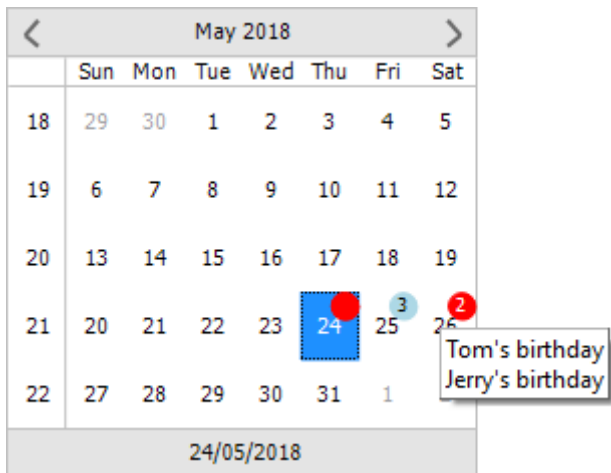 May 2018
Sun Mon Tue Wed Thu Fri Sat
18 29 30 1 2 3 4 5
19 6 7 8 9 10 11 12
20 13 14 15 16 17 18 19
3 2
21 20 21 22 23 24 25 26
Tom's birthday
Jerry's birthday
22 27 28 29 30 31 1
24/05/2018